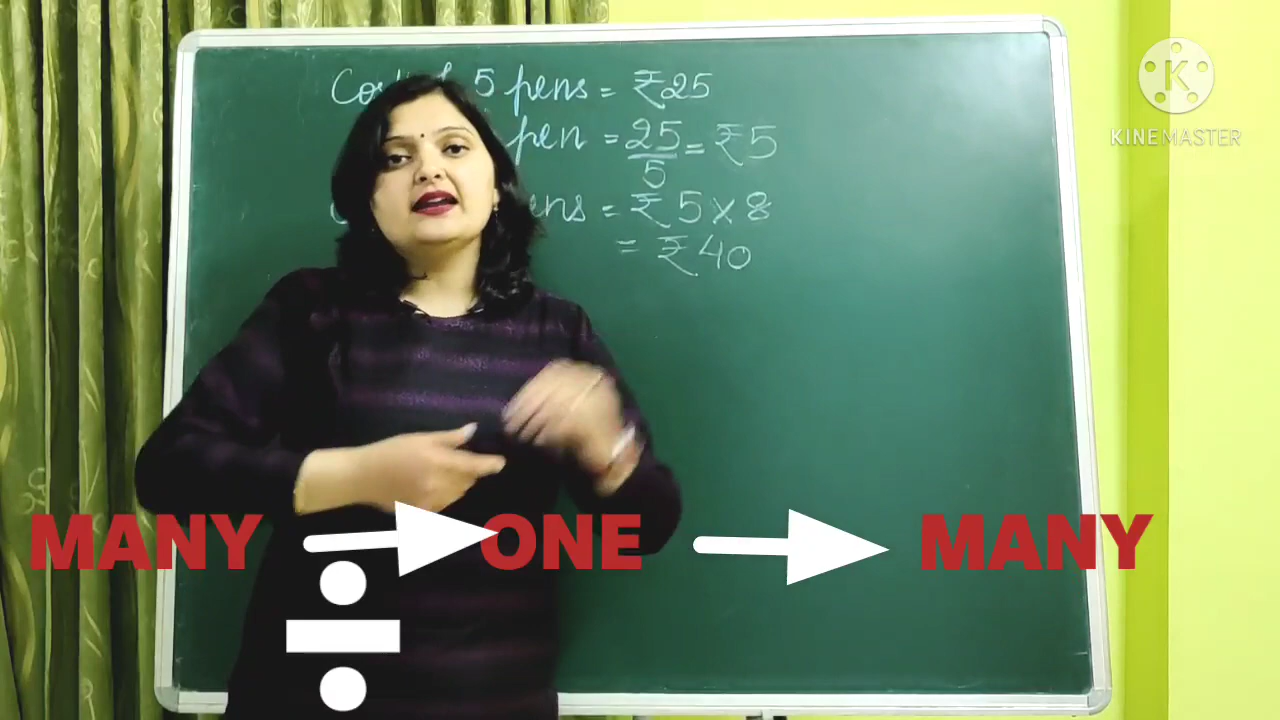 5 pens = ₹25
pen = 25/5 = ₹5
= ₹ 5 x 8
= ₹ 40
K
KINEMASTER
MANY → ONE → MANY
÷